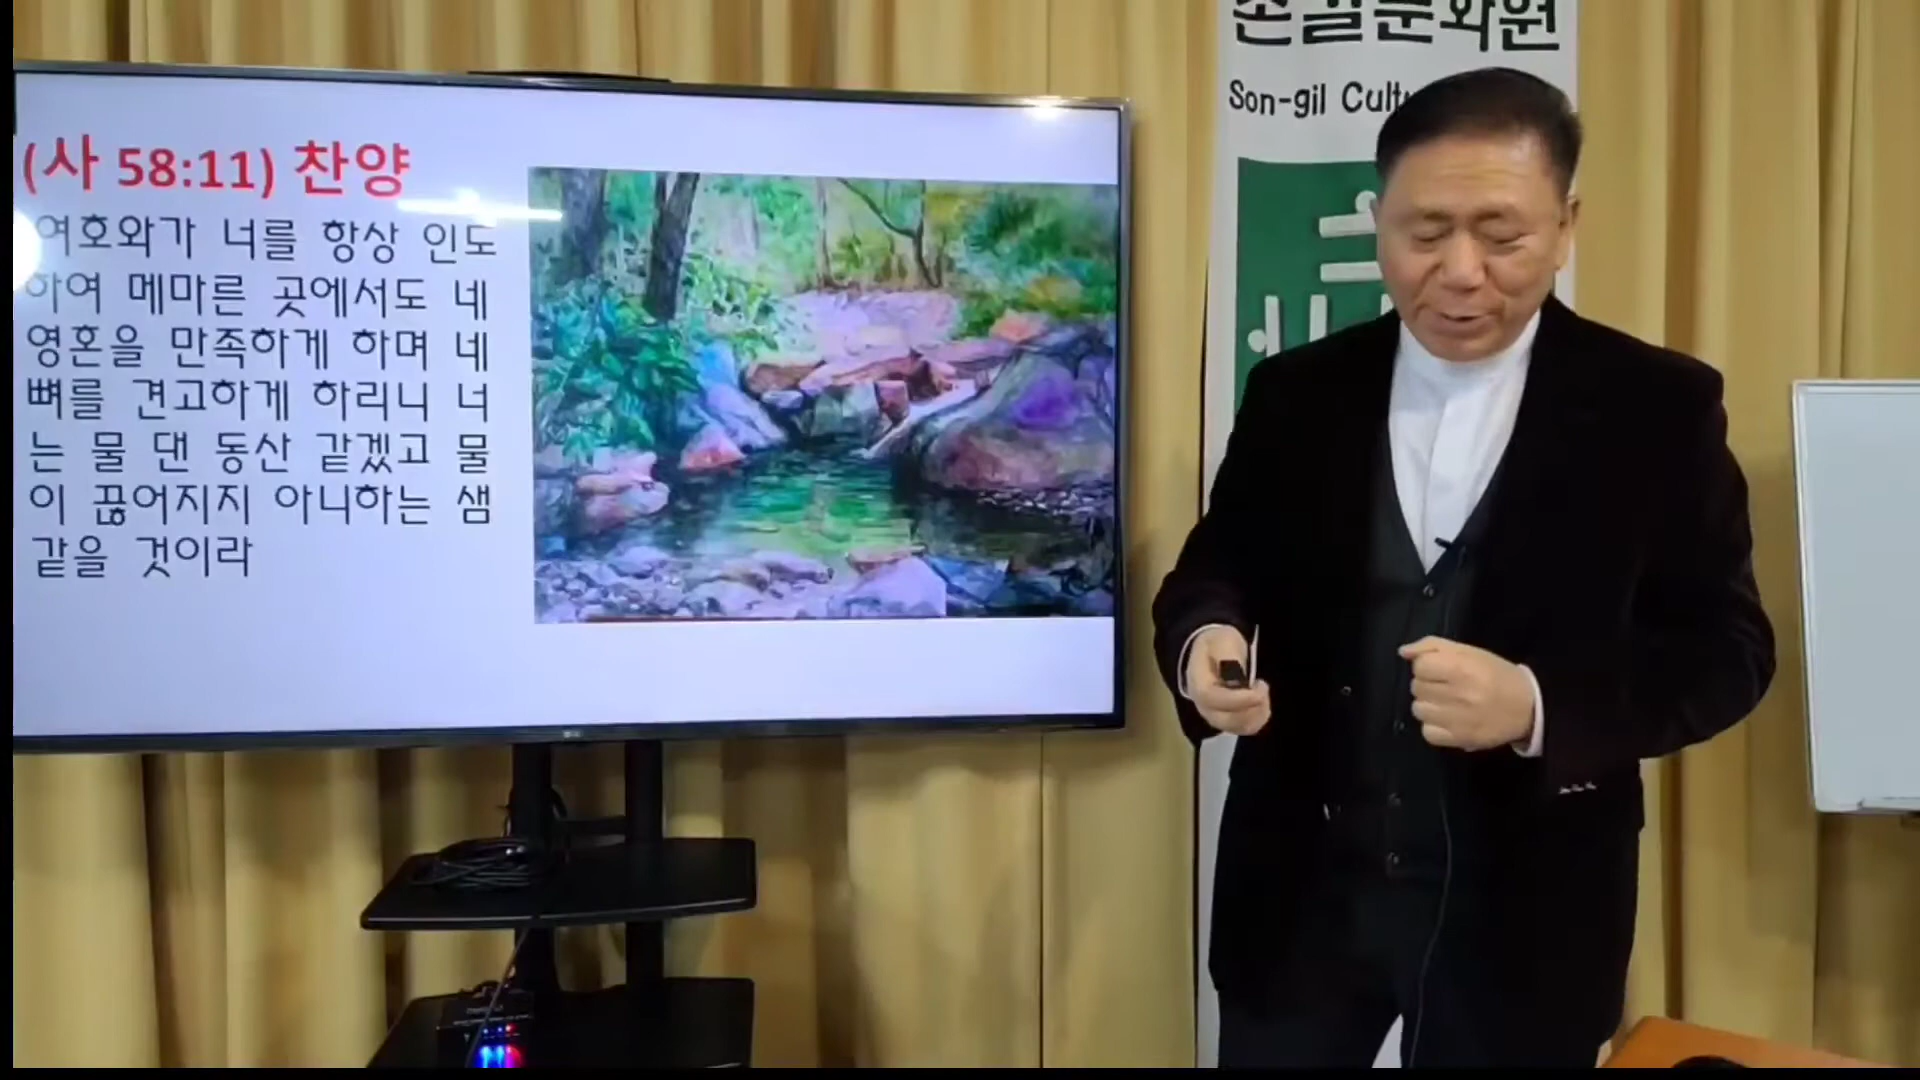 (사 58:11) 찬양
여호와가 너를 항상 인도
하여 메마른 곳에서도 네
영혼을 만족하게 하며 네
뼈를 견고하게 하리니 너
는 물 댄 동산 같겠고 물
이 끊어지지 아니하는 샘
같을 것이라
손길문화원
Son-gil